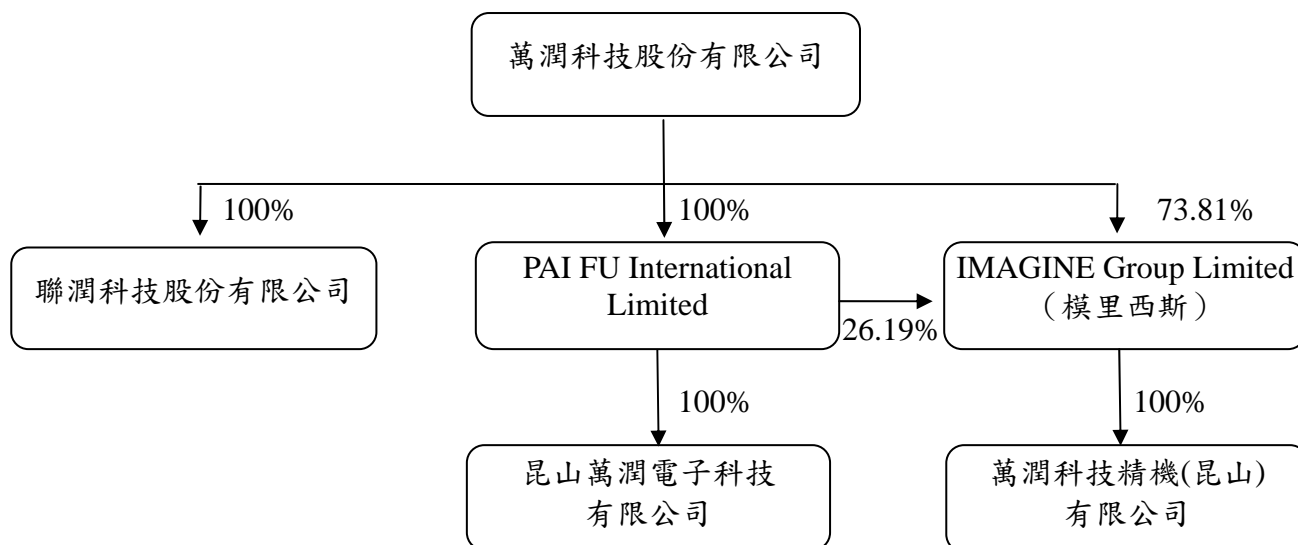 萬潤科技股份有限公司
100%
100%
73.81%
聯潤科技股份有限公司
PAI FU International
Limited
26.19%
IMAGINE Group Limited
（模里西斯）
100%
100%
昆山萬潤電子科技
有限公司
萬潤科技精機(昆山)
有限公司